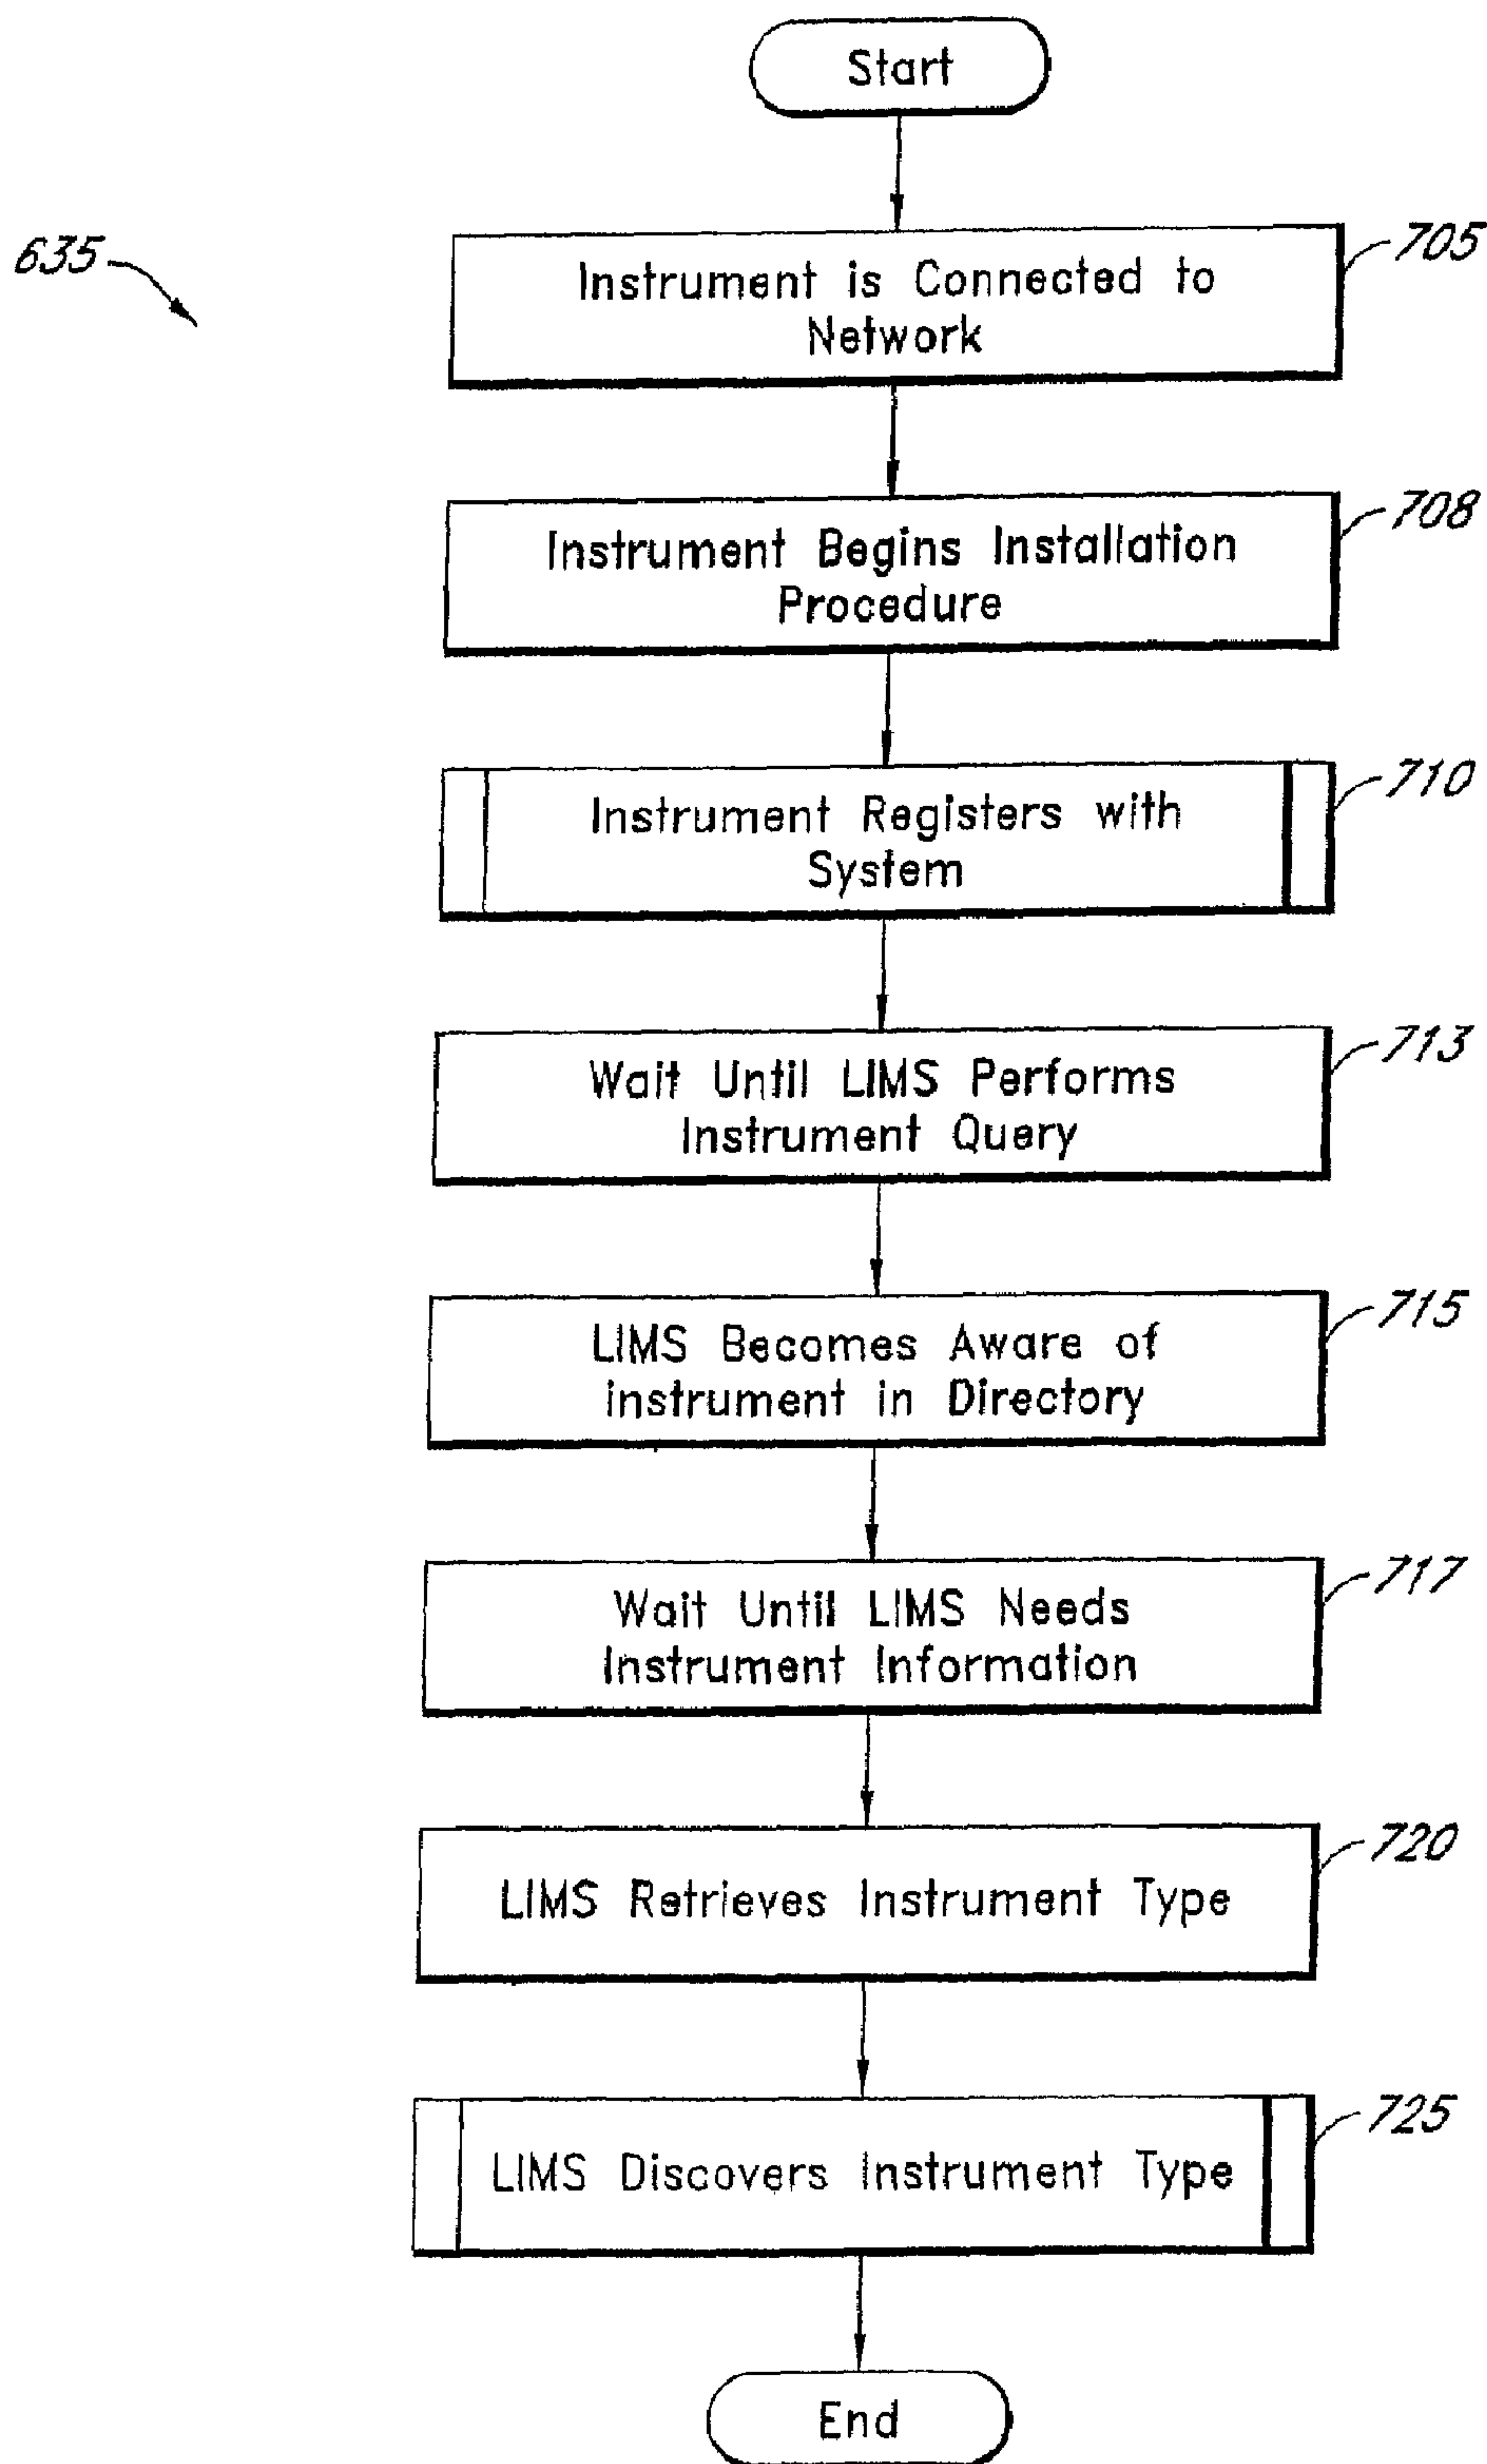 Start
635
705
Instrument is Connected to
Network
708
Instrument Begins Installation
Procedure
710
Instrument Registers with
System
713
Wait Until LIMS Performs
Instrument Query
715
LIMS Becomes Aware of
Instrument in Directory
717
Wait Until LIMS Needs
Instrument Information
720
LIMS Retrieves Instrument Type
725
LIMS Discovers Instrument Type
End